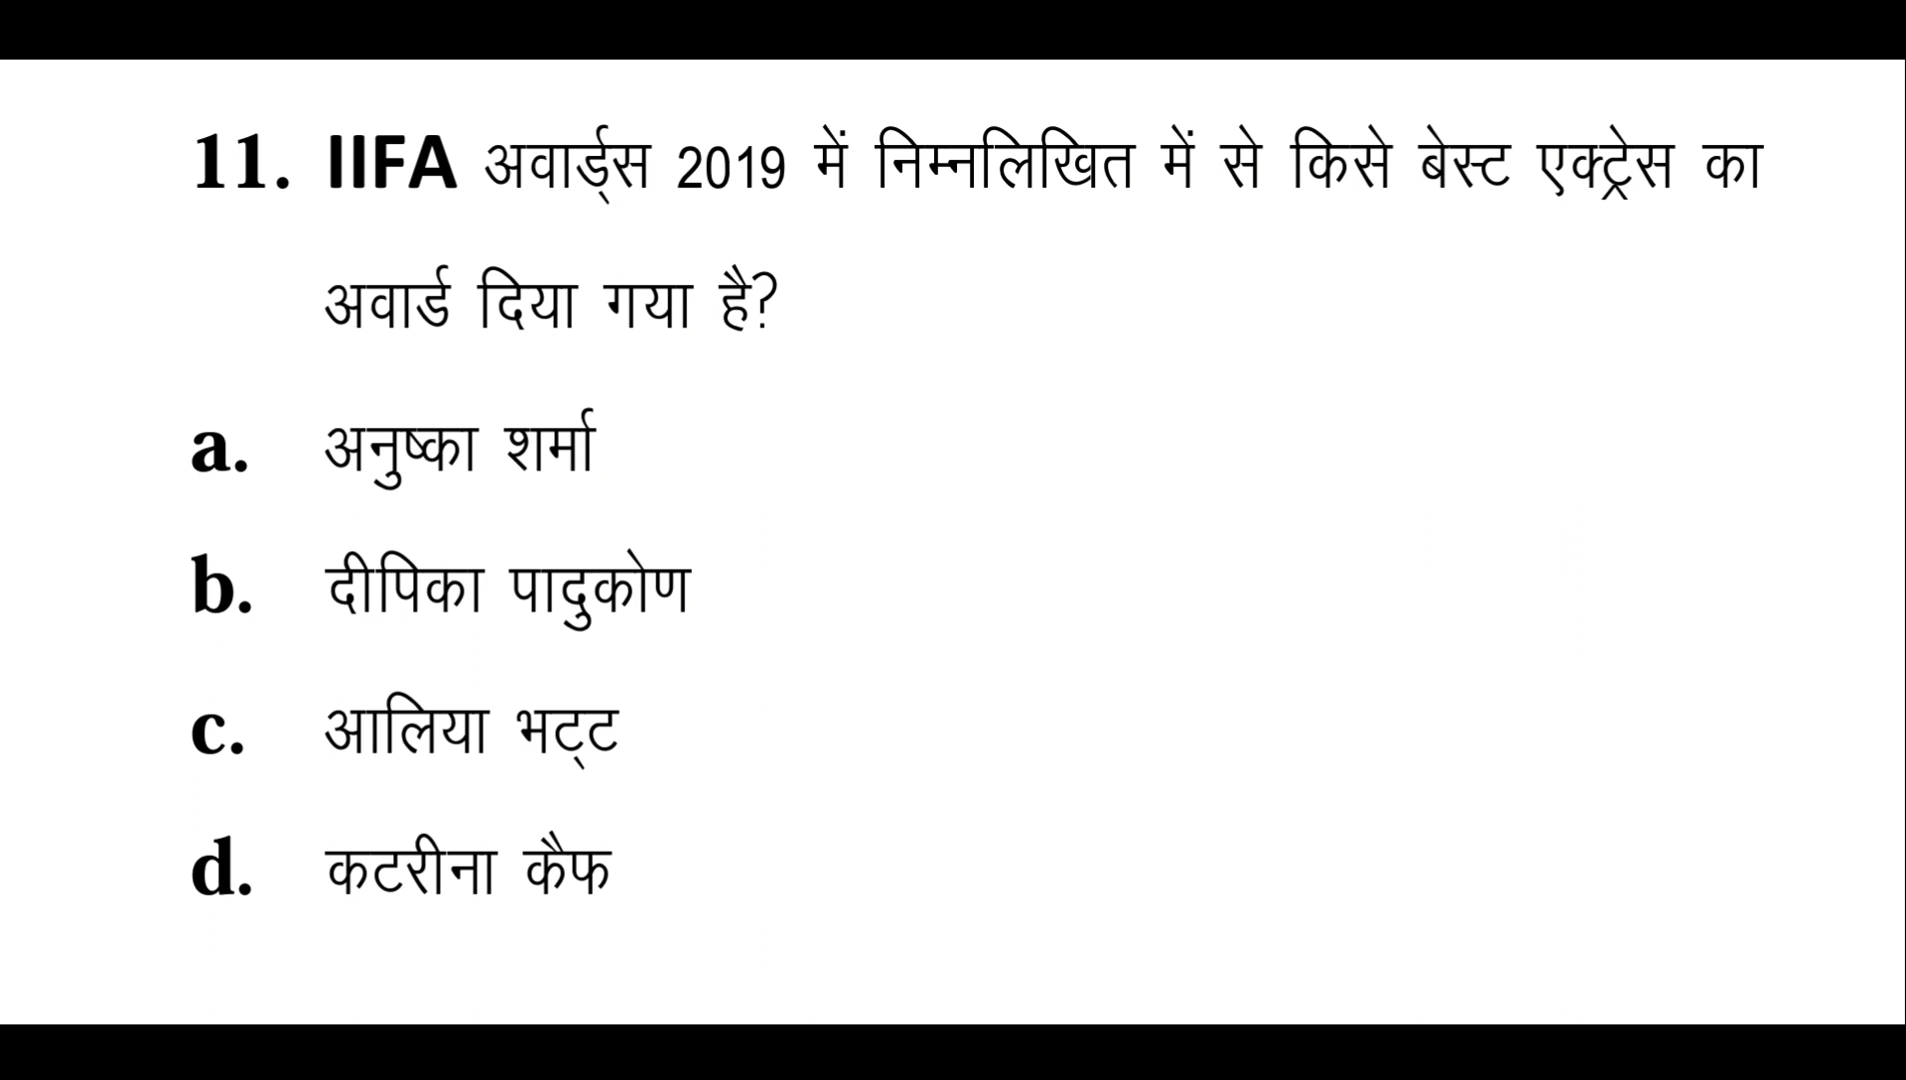 11. IIFA अवार्ड्स 2019 में निम्नलिखित में से किसे बेस्ट एक्ट्रेस का
अवार्ड दिया गया है?
a. अनुष्का शर्मा
b. दीपिका पादुकोण
c. आलिया भट्ट
d. कटरीना कैफ